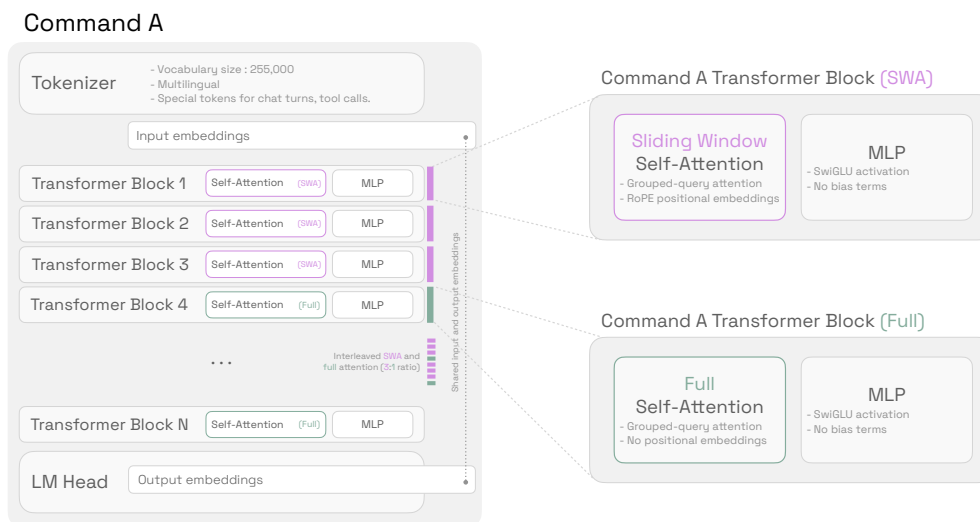 Command A
Tokenizer
- Vocabulary size : 255,000
- Multilingual
- Special tokens for chat turns, tool calls.
Input embeddings
Transformer Block 1
Self-Attention (SWA)
MLP
Transformer Block 2
Self-Attention (SWA)
MLP
Transformer Block 3
Self-Attention (SWA)
MLP
Transformer Block 4
Self-Attention (Full)
MLP
...
Interleaved SWA and
full attention (3:1 ratio)
Shared input and output embeddings
Transformer Block N
Self-Attention (Full)
MLP
LM Head
Output embeddings
Command A Transformer Block (SWA)
Sliding Window
Self-Attention
- Grouped-query attention
- RoPE positional embeddings
MLP
- SwiGLU activation
- No bias terms
Command A Transformer Block (Full)
Full
Self-Attention
- Grouped-query attention
- No positional embeddings
MLP
- SwiGLU activation
- No bias terms